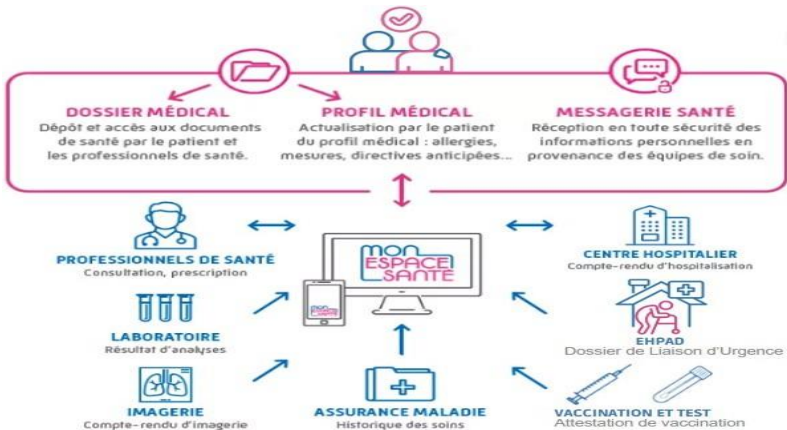 DOSSIER MÉDICAL
Dépôt et accès aux documents
de santé par le patient et
les professionnels de santé.
PROFIL MÉDICAL
Actualisation par le patient
du profil médical : allergies,
mesures, directives anticipées...
MESSAGERIE SANTÉ
Réception en toute sécurité des
informations personnelles en
provenance des équipes de soin.
PROFESSIONNELS DE SANTÉ
Consultation, prescription
mon
ESPACE
SANTÉ
mon
ESPACE
SANTÉ
CENTRE HOSPITALIER
Compte-rendu d'hospitalisation
LABORATOIRE
Résultat d'analyses
EHPAD
Dossier de Liaison d'Urgence
IMAGERIE
Compte-rendu d'imagerie
ASSURANCE MALADIE
Historique des soins
VACCINATION ET TEST
Attestation de vaccination